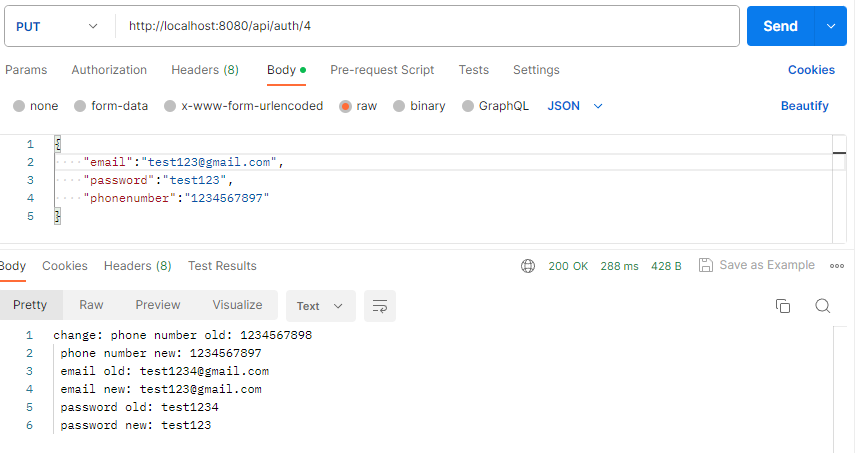 PUT http://localhost:8080/api/auth/4 Send
Params Authorization Headers (8) Body Pre-request Script Tests Settings Cookies
none form-data x-www-form-urlencoded raw binary GraphQL JSON Beautify
1 {
2 "email":"test123@gmail.com",
3 "password":"test123",
4 "phonenumber":"1234567897"
5 }
Body Cookies Headers (8) Test Results 200 OK 288 ms 428 B Save as Example
Pretty Raw Preview Visualize Text
1 change: phone number old: 1234567898
2 phone number new: 1234567897
3 email old: test1234@gmail.com
4 email new: test123@gmail.com
5 password old: test1234
6 password new: test123